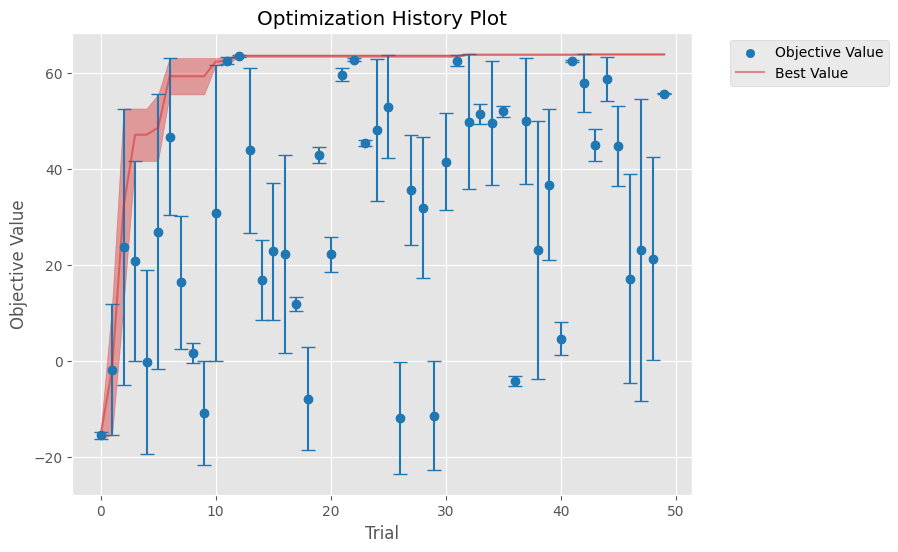 Optimization History Plot
Objective Value
Best Value
Objective Value
60
40
20
0
−20
0 10 20 30 40 50
Trial